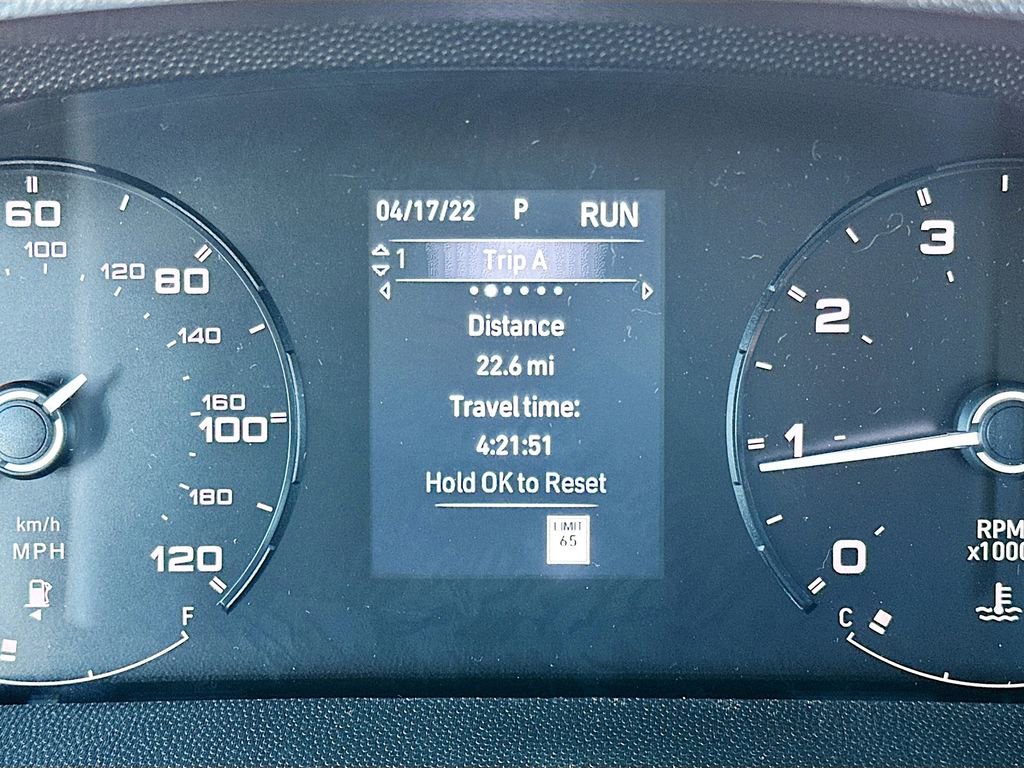 04/17/22 P RUN
1 Trip A
Distance
22.6 mi
Travel time:
4:21:51
Hold OK to Reset
LIMIT
65
60
80
100
120
100
120
140
160
180
km/h
MPH
F
3
2
1
0
RPM
x1000
C